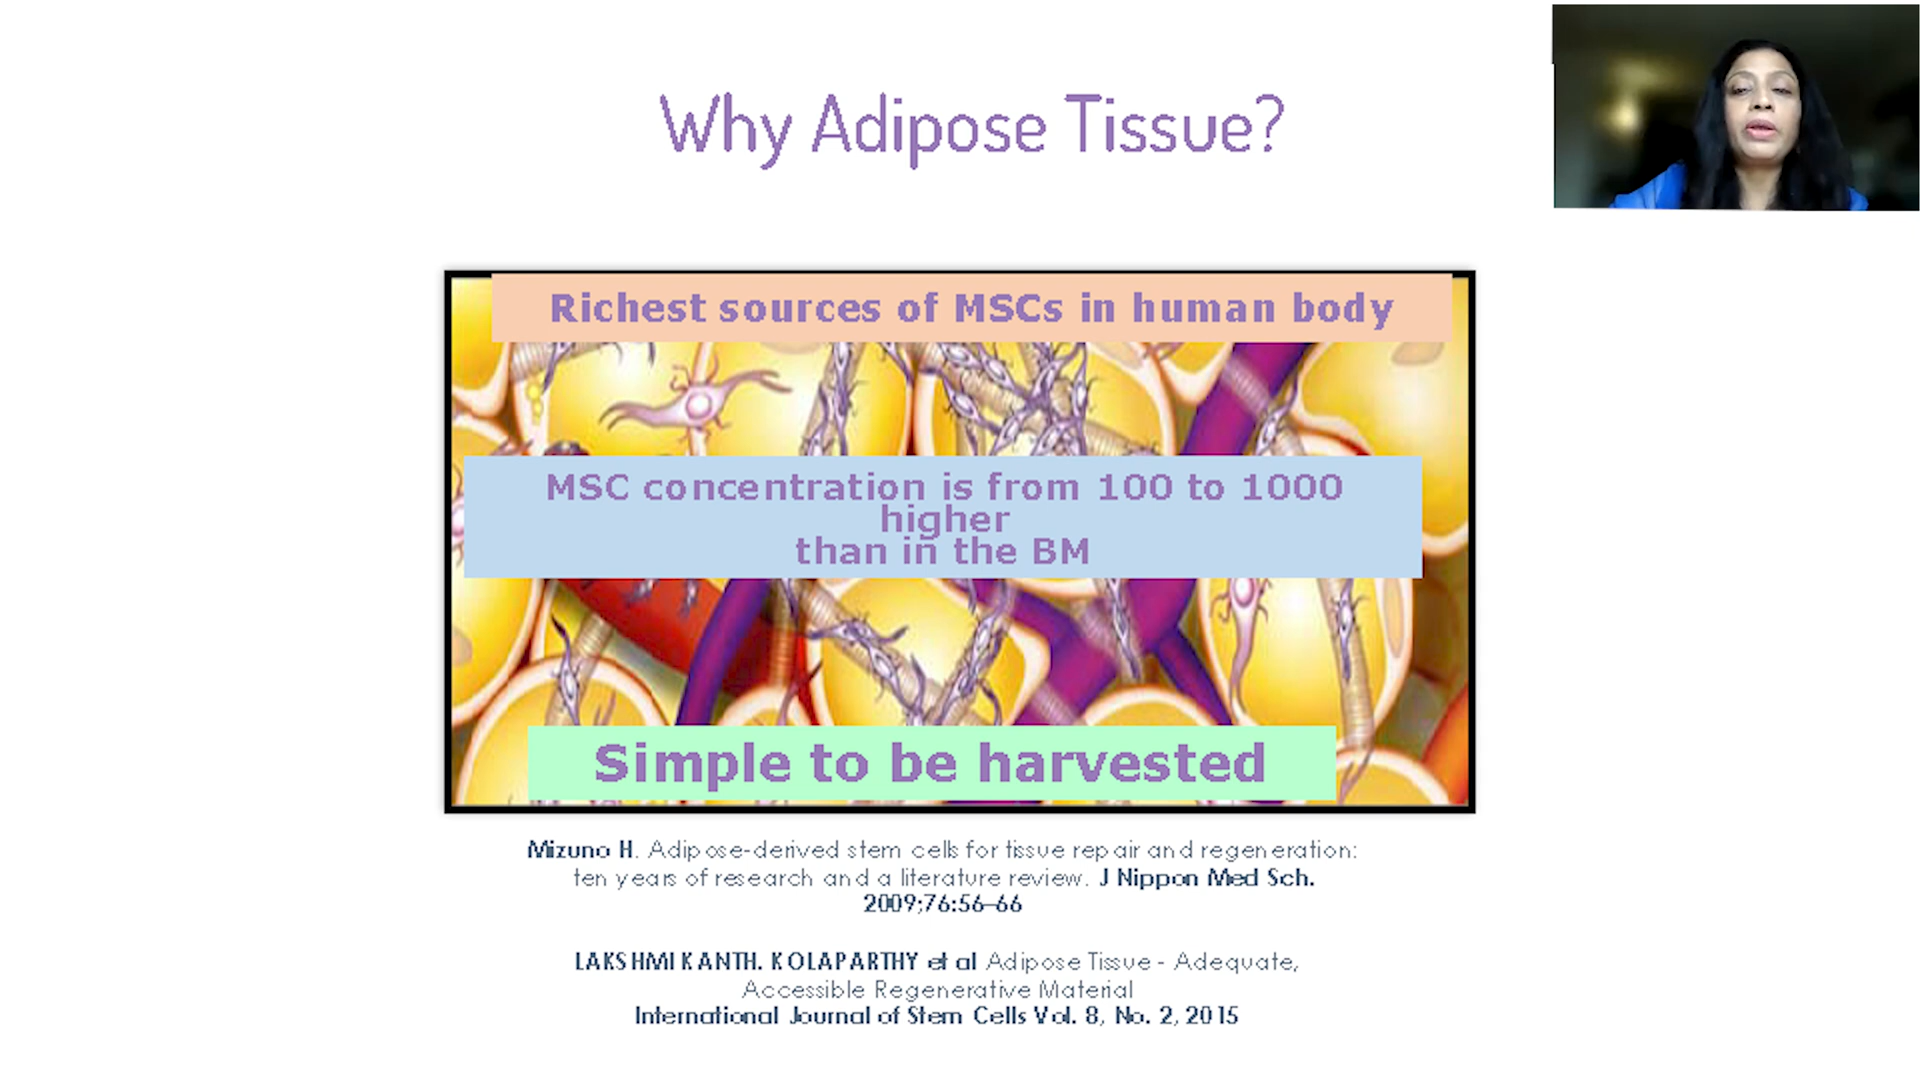 Why Adipose Tissue?
Richest sources of MSCs in human body
MSC concentration is from 100 to 1000
higher
than in the BM
Simple to be harvested
Mizuno H. Adipose-derived stem cells for tissue repair and regeneration:
ten years of research and a literature review. J Nippon Med Sch.
2009;76:56–66
LAKSHMI KANTH. KOLAPARTHY et al Adipose Tissue - Adequate,
Accessible Regenerative Material
International Journal of Stem Cells Vol. 8, No. 2, 2015